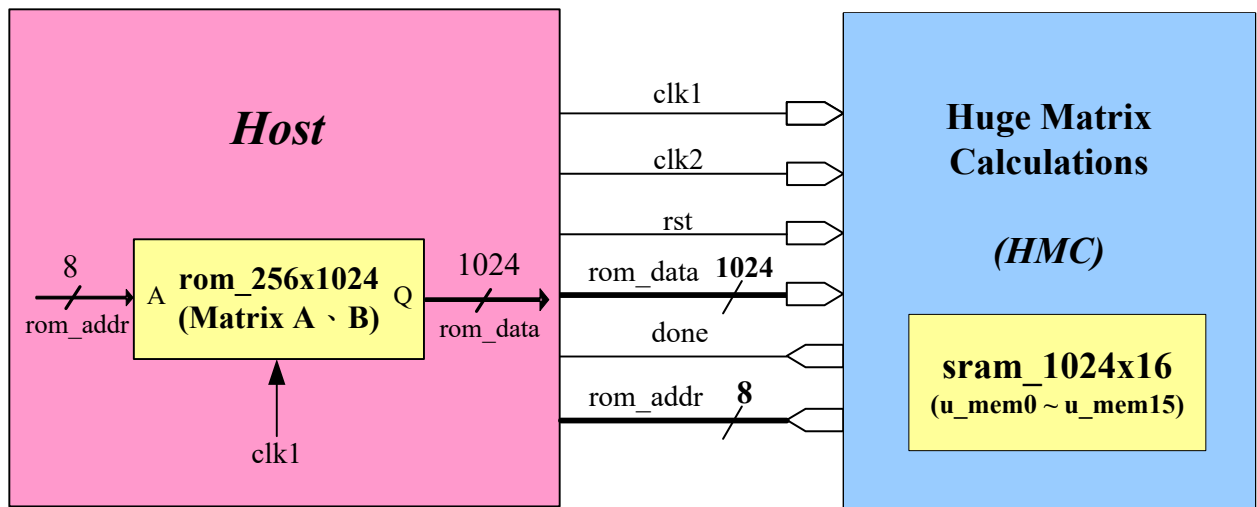 Host
8
rom_addr
A
rom_256x1024
(Matrix A、B)
Q
1024
rom_data
clk1
clk1
clk2
rst
rom_data 1024
done
rom_addr 8
Huge Matrix
Calculations
(HMC)
sram_1024x16
(u_mem0 ~ u_mem15)